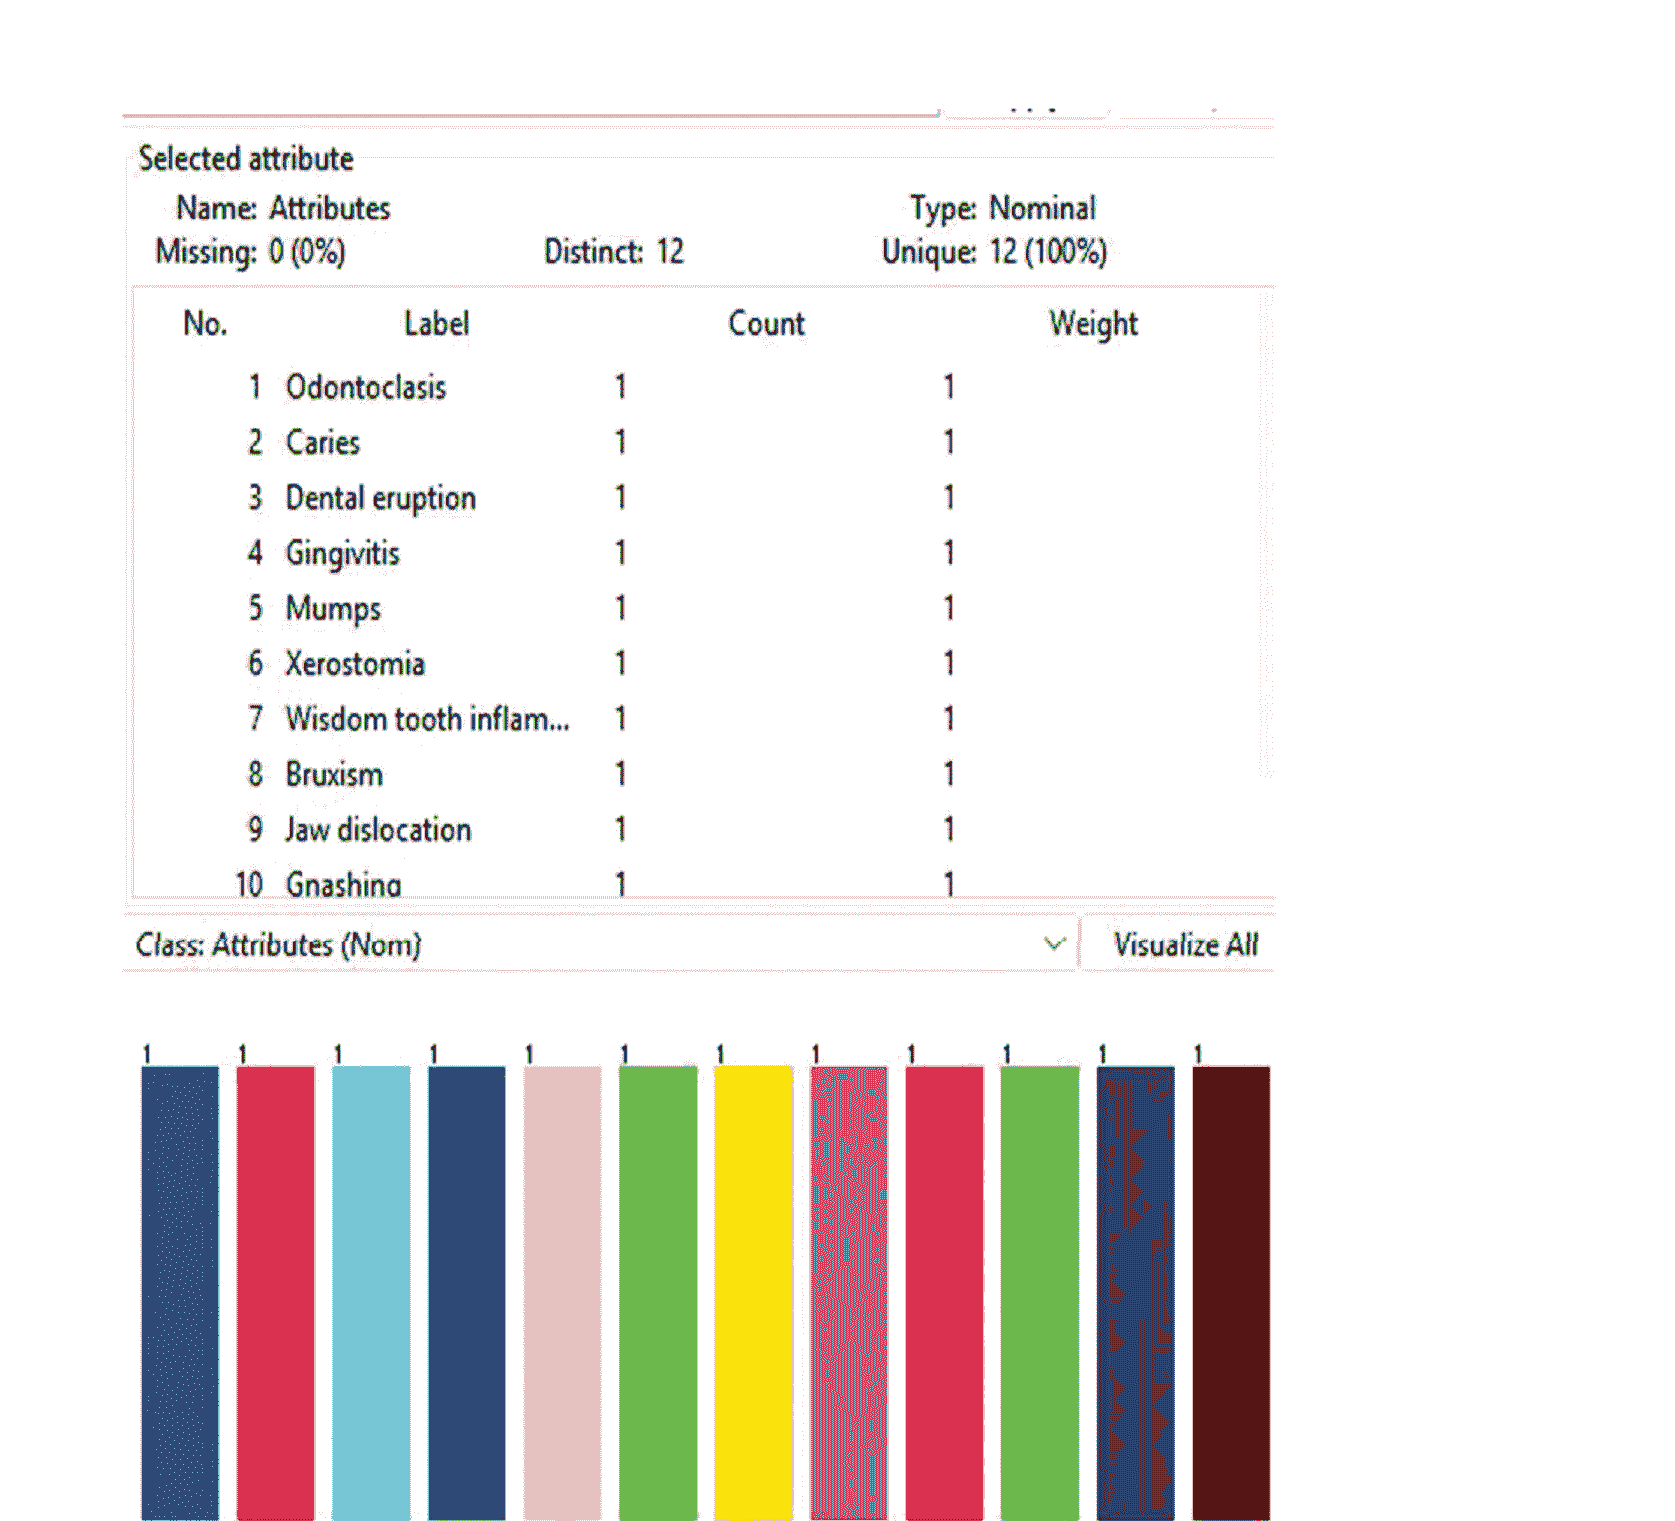 Selected attribute
Name: Attributes Type: Nominal
Missing: 0 (0%) Distinct: 12 Unique: 12 (100%)
No. Label Count Weight
1 Odontoclasis 1 1
2 Caries 1 1
3 Dental eruption 1 1
4 Gingivitis 1 1
5 Mumps 1 1
6 Xerostomia 1 1
7 Wisdom tooth inflam... 1 1
8 Bruxism 1 1
9 Jaw dislocation 1 1
10 Gnashing 1 1
Class: Attributes (Nom) Visualize All
1 1 1 1 1 1 1 1 1 1 1 1